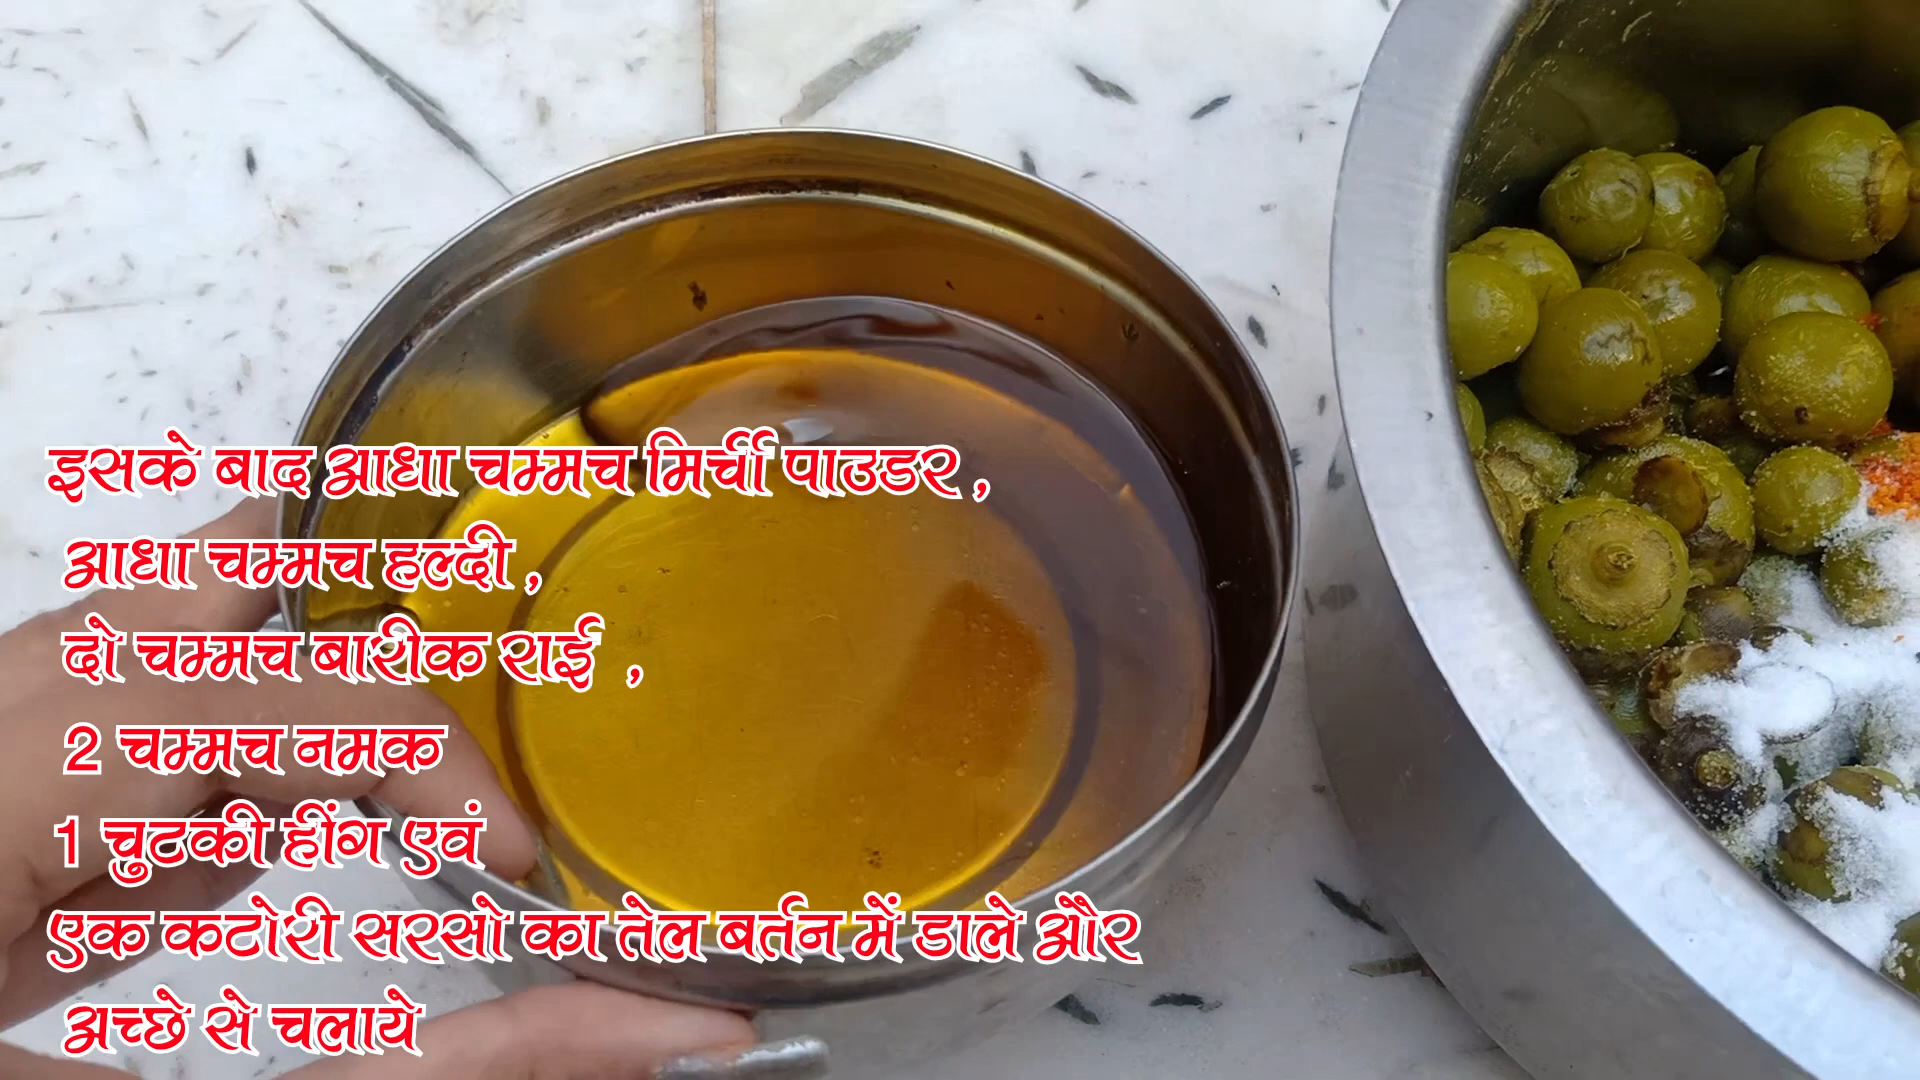 इसके बाद आधा चम्मच मिर्ची पाउडर ,
आधा चम्मच हल्दी ,
दो चम्मच बारीक राई ,
2 चम्मच नमक
1 चुटकी हींग एवं
एक कटोरी सरसो का तेल बर्तन में डाले और
अच्छे से चलाये